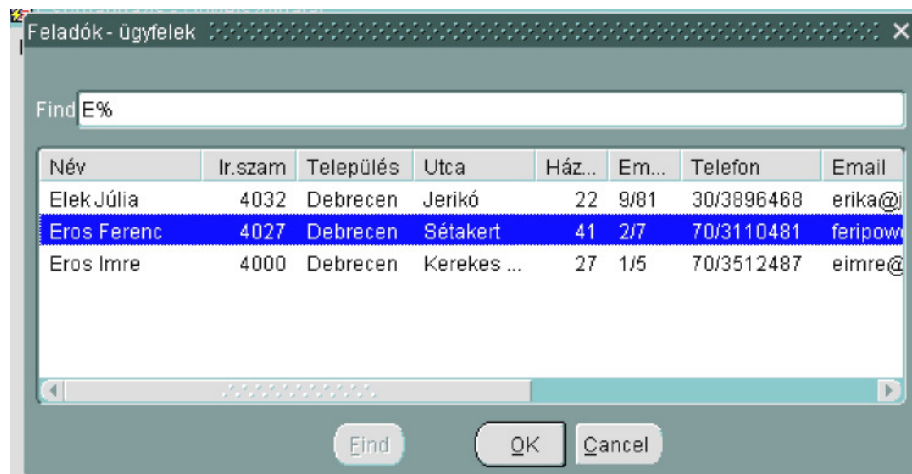 Feladók - ügyfelek
Find E%
Név Ir.szam Település Utca Ház... Em... Telefon Email
Elek Júlia 4032 Debrecen Jerikó 22 9/81 30/3896468 erika@j
Eros Ferenc 4027 Debrecen Sétakert 41 2/7 70/3110481 feripow
Eros Imre 4000 Debrecen Kerekes ... 27 1/5 70/3512487 eimre@
Find OK Cancel